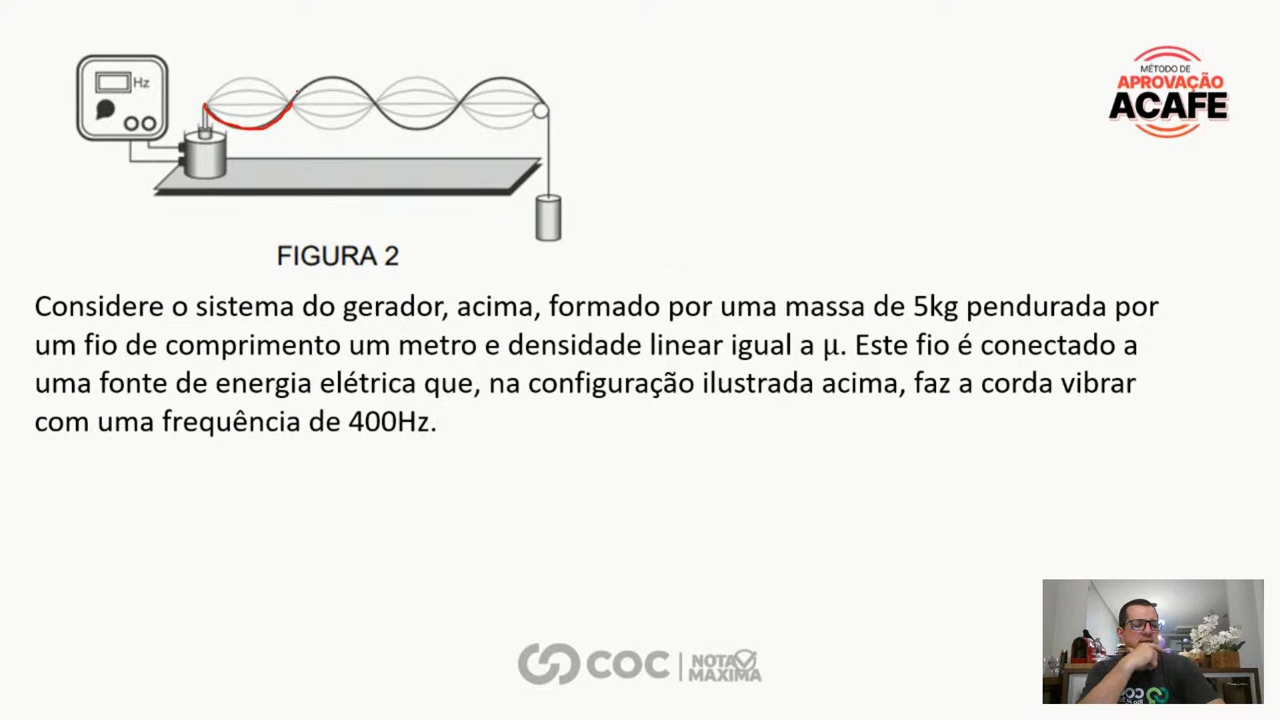 Hz
MÉTODO DE
APROVAÇÃO
ACAFE
FIGURA 2
Considere o sistema do gerador, acima, formado por uma massa de 5kg pendurada por
um fio de comprimento um metro e densidade linear igual a µ. Este fio é conectado a
uma fonte de energia elétrica que, na configuração ilustrada acima, faz a corda vibrar
com uma frequência de 400Hz.
COC
NOTA
MAXIMA